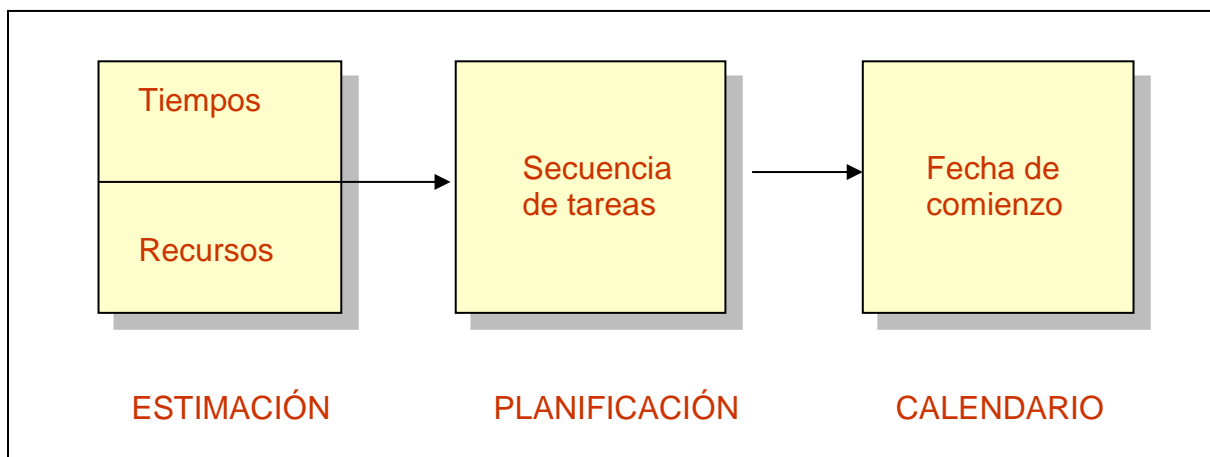 Tiempos
Recursos
Secuencia
de tareas
Fecha de
comienzo
ESTIMACIÓN
PLANIFICACIÓN
CALENDARIO